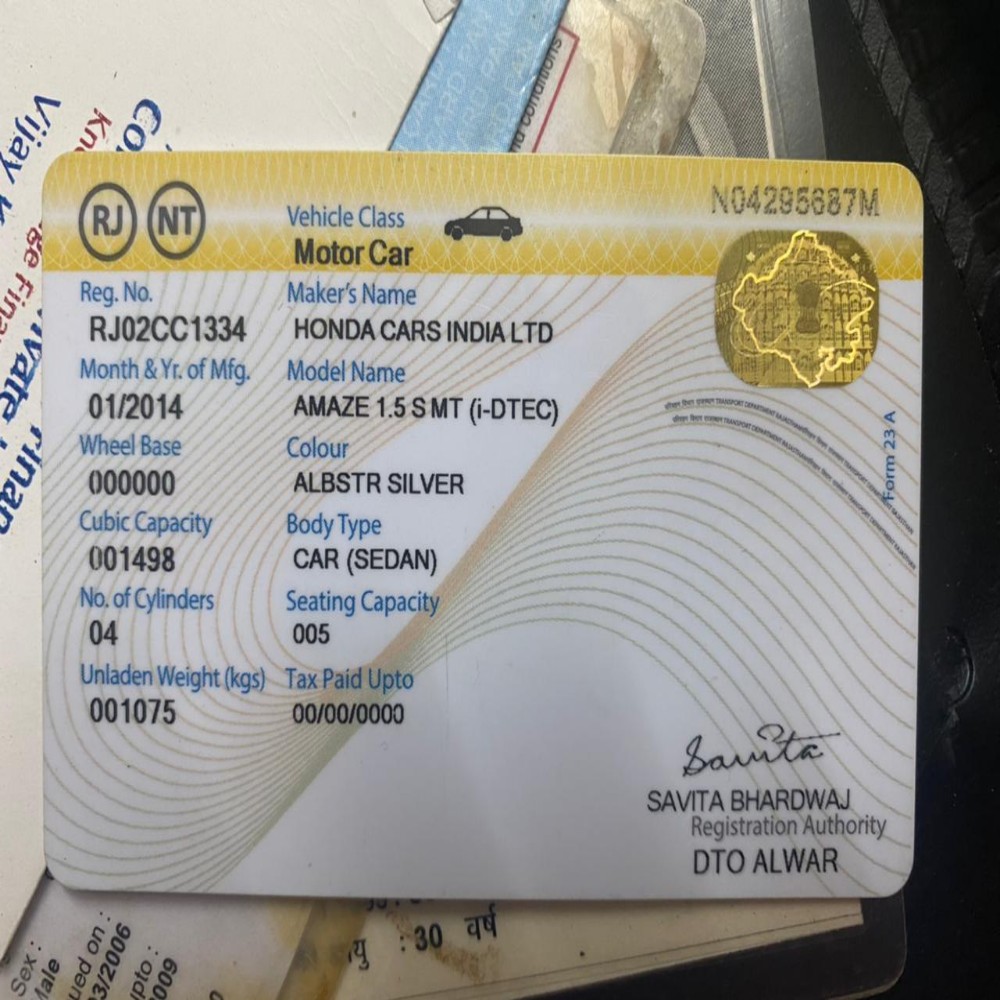 RJ NT
Vehicle Class
Motor Car
N04295687M
Reg. No.
RJ02CC1334
Maker's Name
HONDA CARS INDIA LTD
Month & Yr. of Mfg.
01/2014
Model Name
AMAZE 1.5 S MT (i-DTEC)
Wheel Base
000000
Colour
ALBSTR SILVER
Cubic Capacity
001498
Body Type
CAR (SEDAN)
No. of Cylinders
04
Seating Capacity
005
Unladen Weight (kgs)
001075
Tax Paid Upto
00/00/0000
Form 23 A
Savita
SAVITA BHARDWAJ
Registration Authority
DTO ALWAR
: 30 वर्ष
Sex :
3/2006
Vijay